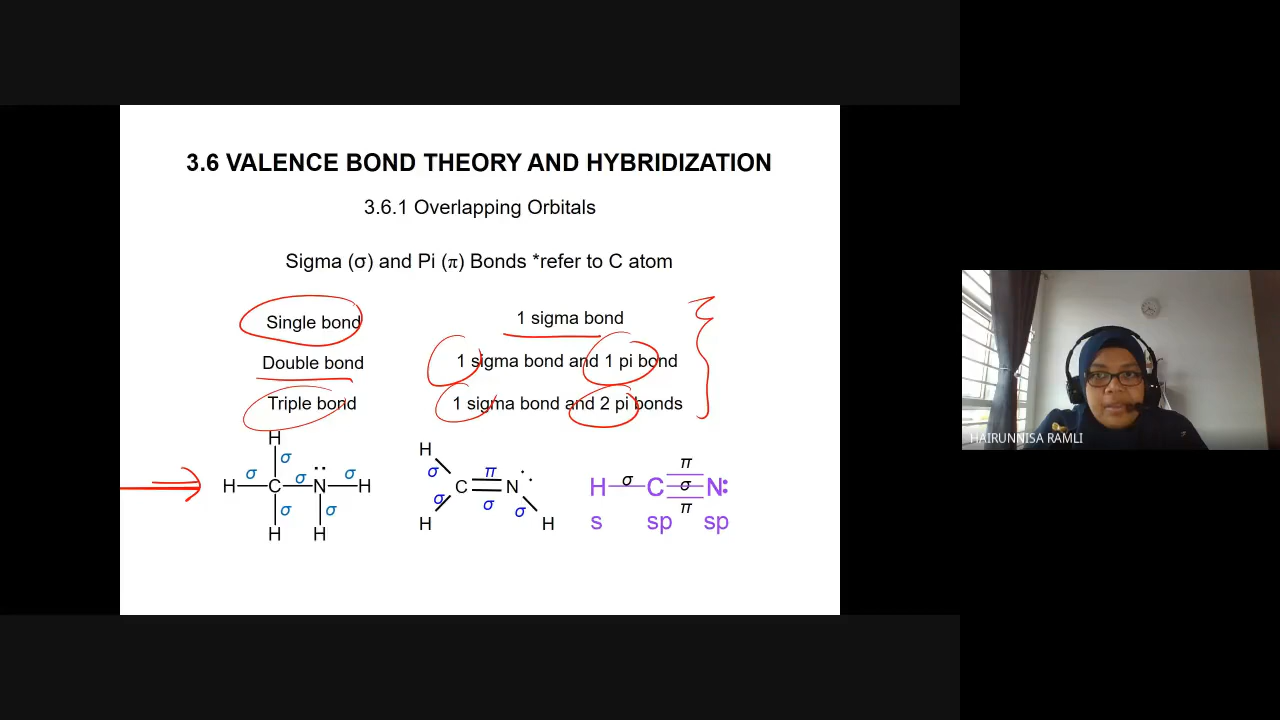 3.6 VALENCE BOND THEORY AND HYBRIDIZATION
3.6.1 Overlapping Orbitals
Sigma (σ) and Pi (π) Bonds *refer to C atom
Single bond 1 sigma bond
Double bond 1 sigma bond and 1 pi bond
Triple bond 1 sigma bond and 2 pi bonds
H H π
σ σ σ σ σ π σ
H C N H C N H C σ N:
σ σ σ σ σ π
H H H H s sp sp
HAIRUNNISA RAMLI